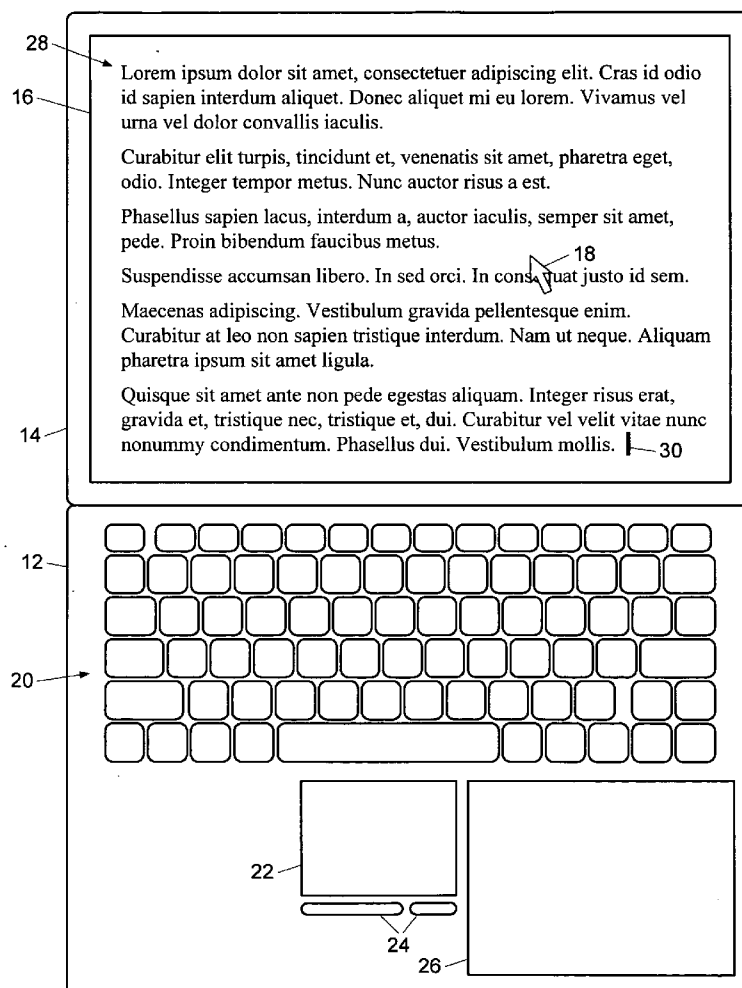 28
16
Lorem ipsum dolor sit amet, consectetuer adipiscing elit. Cras id odio
id sapien interdum aliquet. Donec aliquet mi eu lorem. Vivamus vel
urna vel dolor convallis iaculis.
Curabitur elit turpis, tincidunt et, venenatis sit amet, pharetra eget,
odio. Integer tempor metus. Nunc auctor risus a est.
Phasellus sapien lacus, interdum a, auctor iaculis, semper sit amet,
pede. Proin bibendum faucibus metus.
18
Suspendisse accumsan libero. In sed orci. In justo id sem.
Maecenas adipiscing. Vestibulum gravida pellentesque enim.
Curabitur at leo non sapien tristique interdum. Nam ut neque. Aliquam
pharetra ipsum sit amet ligula.
Quisque sit amet ante non pede egestas aliquam. Integer risus erat,
gravida et, tristique nec, tristique et, dui. Curabitur vel velit vitae nunc
nonummy condimentum. Phasellus dui. Vestibulum mollis.
14
30
12
20
22
24
26